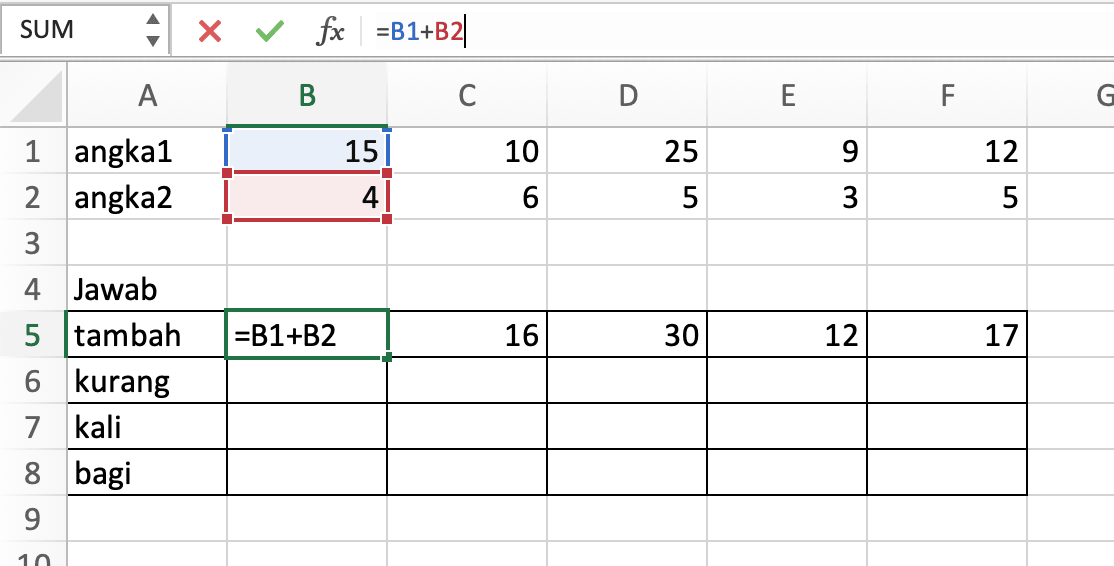 SUM fx =B1+B2
A B C D E F G
1 angka1 15 10 25 9 12
2 angka2 4 6 5 3 5
3
4 Jawab
5 tambah =B1+B2 16 30 12 17
6 kurang
7 kali
8 bagi
9
10